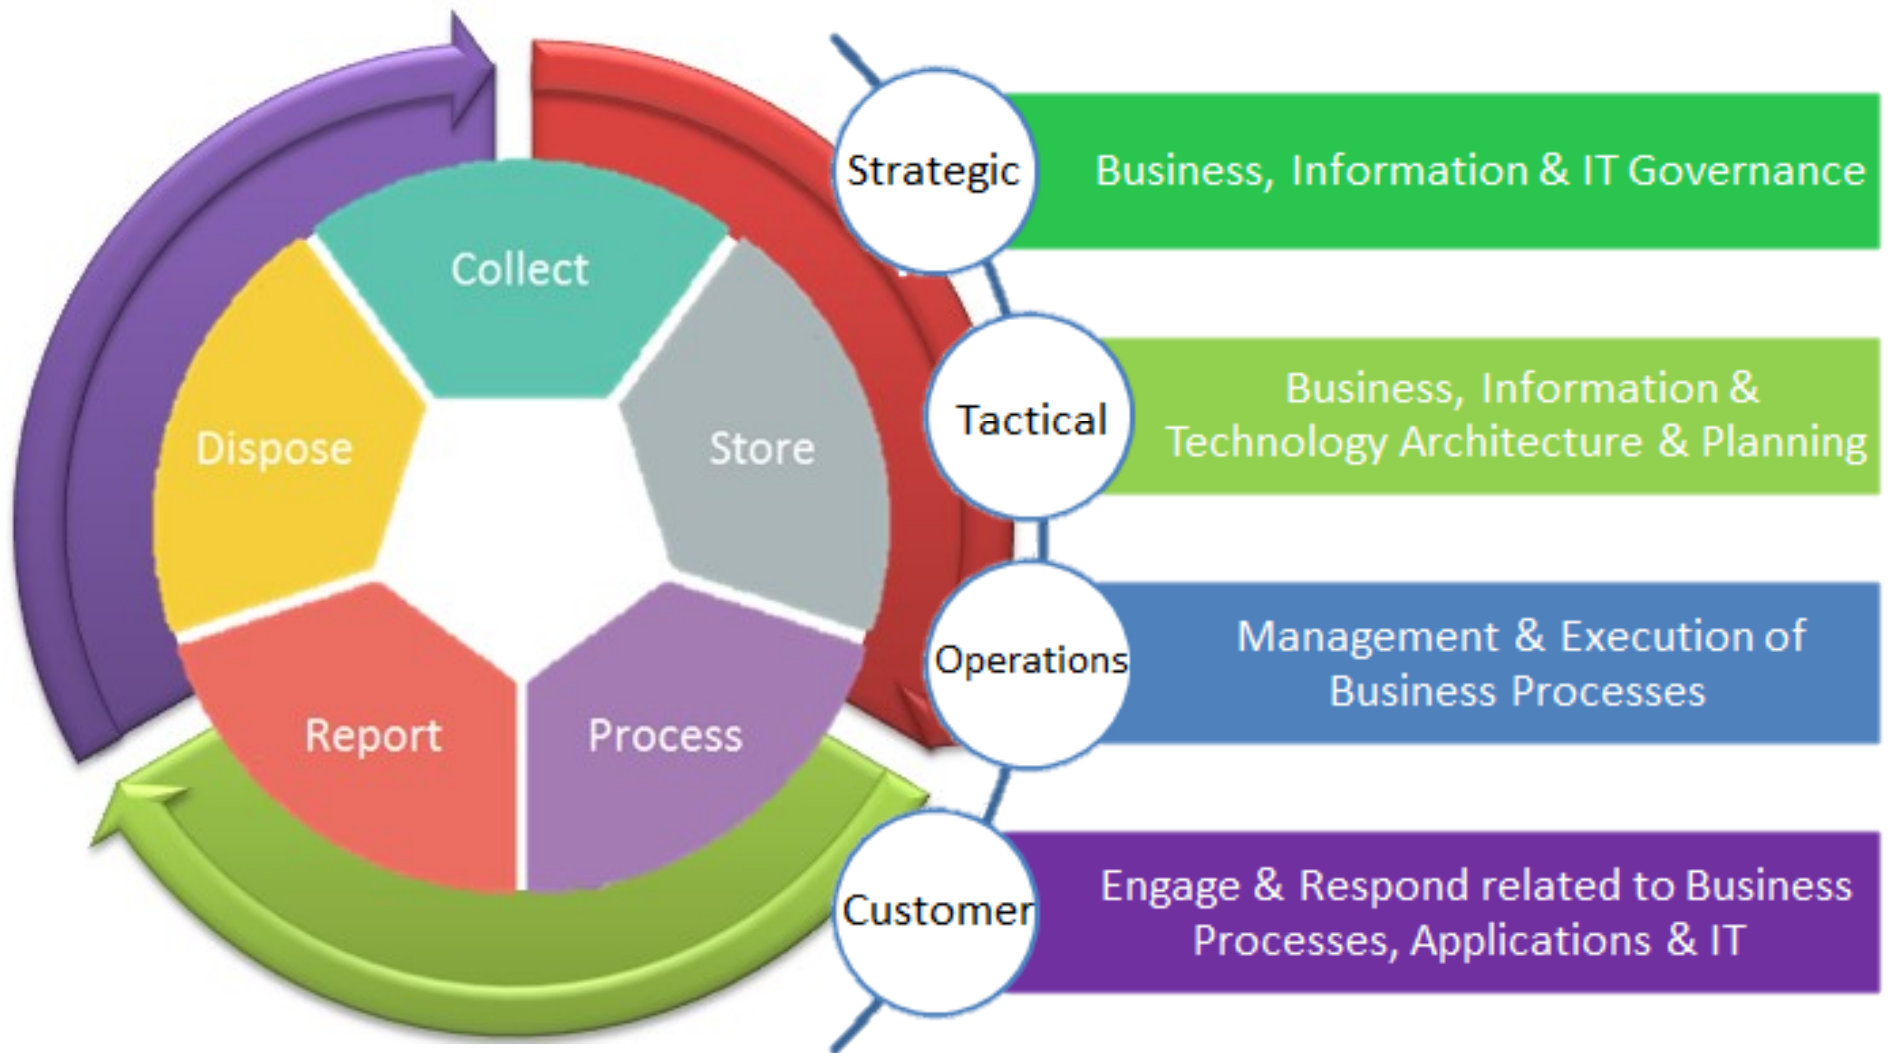 Collect
Store
Process
Report
Dispose
Strategic
Business, Information & IT Governance
Tactical
Business, Information &
Technology Architecture & Planning
Operations
Management & Execution of
Business Processes
Customer
Engage & Respond related to Business
Processes, Applications & IT